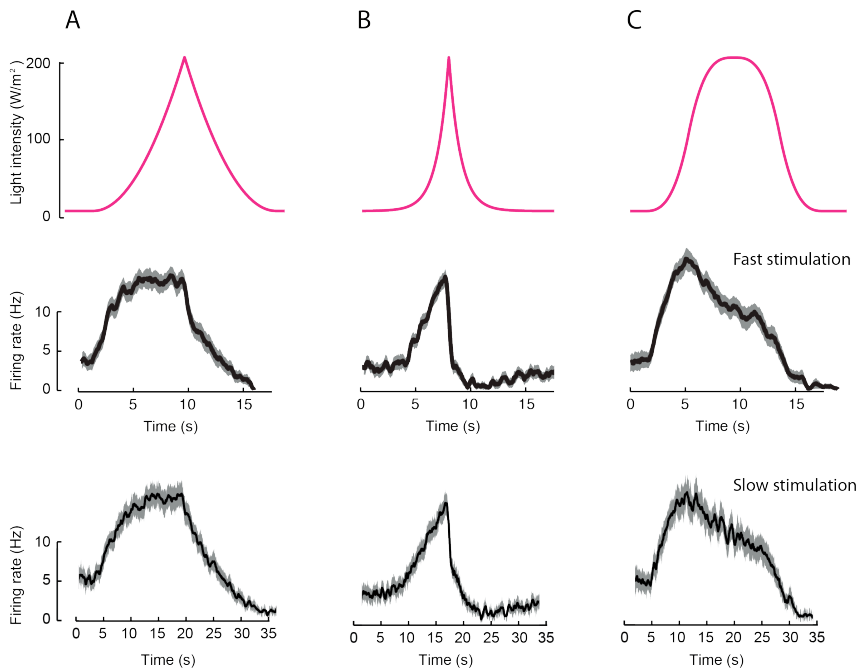 A B C
Light intensity (W/m²)
200
100
0
Fast stimulation
Firing rate (Hz)
10
5
0
0 5 10 15 0 5 10 15 0 5 10 15
Time (s) Time (s) Time (s)
Slow stimulation
Firing rate (Hz)
10
5
0
0 5 10 15 20 25 30 35 0 5 10 15 20 25 30 35 0 5 10 15 20 25 30 35
Time (s) Time (s) Time (s)